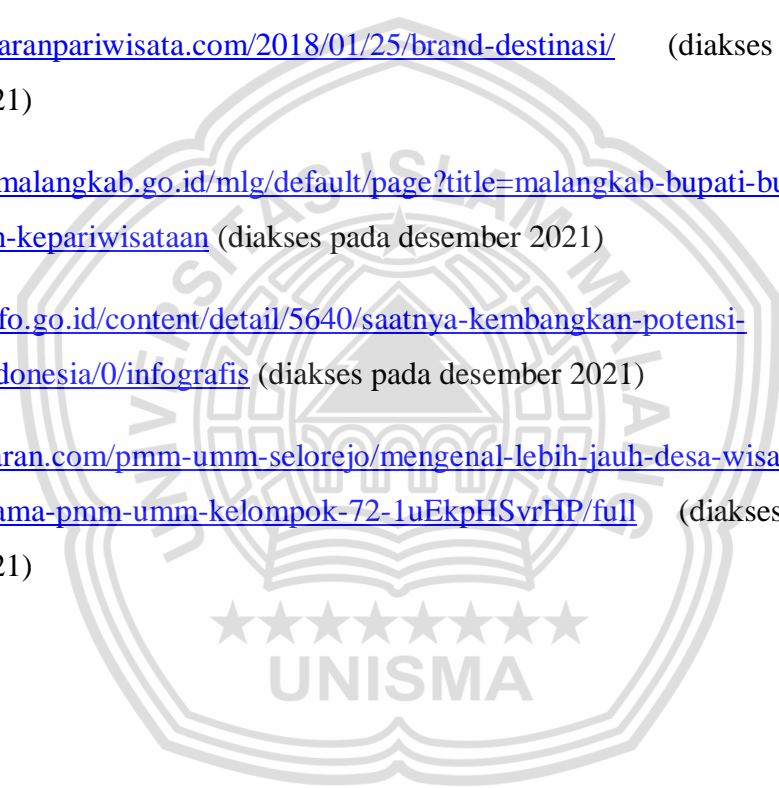 aranpariwisata.com/2018/01/25/brand-destinasi/ (diakses
21)
malangkab.go.id/mlg/default/page?title=malangkab-bupati-bu
n-kepariwisataan (diakses pada desember 2021)
fo.go.id/content/detail/5640/saatnya-kembangkan-potensi-
donesia/0/infografis (diakses pada desember 2021)
aran.com/pmm-umm-selorejo/mengenal-lebih-jauh-desa-wisa
ama-pmm-umm-kelompok-72-1uEkpHSvrHP/full (diakses
21)
UNIVERSITAS ISLAM MALANG
UNISMA